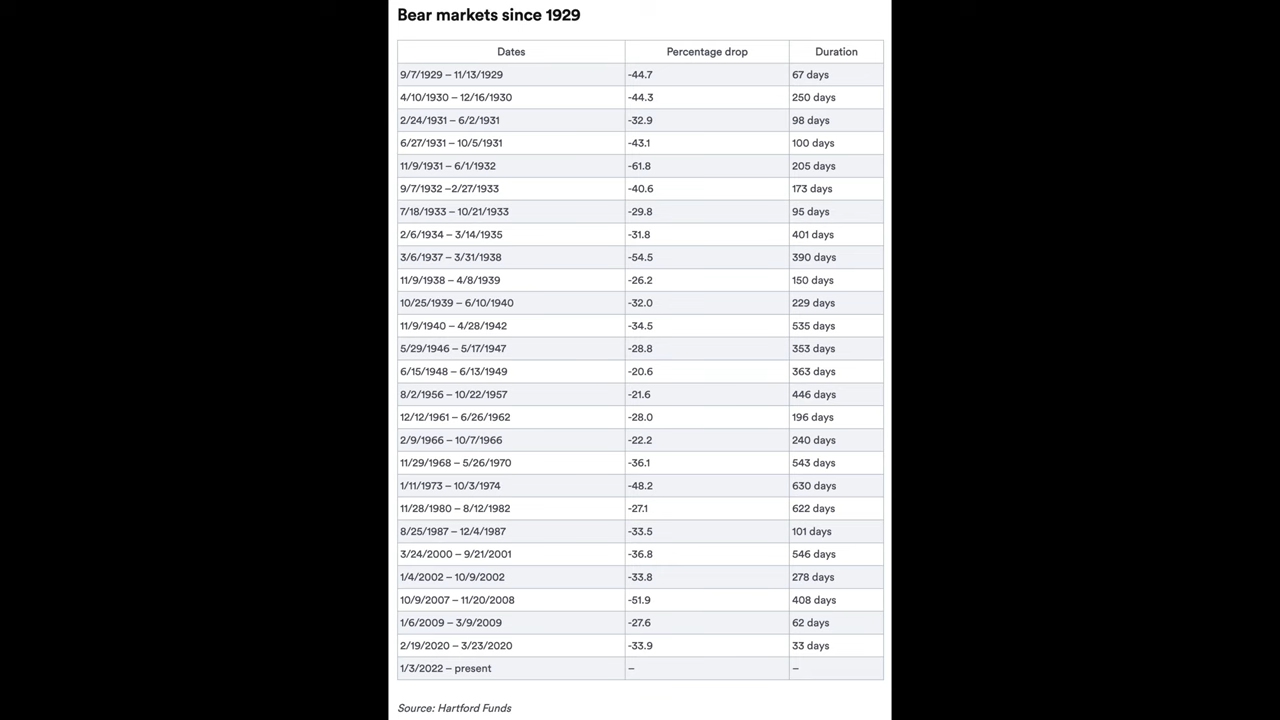 Bear markets since 1929
Dates Percentage drop Duration
9/7/1929 – 11/13/1929 -44.7 67 days
4/10/1930 – 12/16/1930 -44.3 250 days
2/24/1931 – 6/2/1931 -32.9 98 days
6/27/1931 – 10/5/1931 -43.1 100 days
11/9/1931 – 6/1/1932 -61.8 205 days
9/7/1932 –2/27/1933 -40.6 173 days
7/18/1933 – 10/21/1933 -29.8 95 days
2/6/1934 – 3/14/1935 -31.8 401 days
3/6/1937 – 3/31/1938 -54.5 390 days
11/9/1938 – 4/8/1939 -26.2 150 days
10/25/1939 – 6/10/1940 -32.0 229 days
11/9/1940 – 4/28/1942 -34.5 535 days
5/29/1946 – 5/17/1947 -28.8 353 days
6/15/1948 – 6/13/1949 -20.6 363 days
8/2/1956 – 10/22/1957 -21.6 446 days
12/12/1961 – 6/26/1962 -28.0 196 days
2/9/1966 – 10/7/1966 -22.2 240 days
11/29/1968 – 5/26/1970 -36.1 543 days
1/11/1973 – 10/3/1974 -48.2 630 days
11/28/1980 – 8/12/1982 -27.1 622 days
8/25/1987 – 12/4/1987 -33.5 101 days
3/24/2000 – 9/21/2001 -36.8 546 days
1/4/2002 – 10/9/2002 -33.8 278 days
10/9/2007 – 11/20/2008 -51.9 408 days
1/6/2009 – 3/9/2009 -27.6 62 days
2/19/2020 – 3/23/2020 -33.9 33 days
1/3/2022 – present – –
Source: Hartford Funds